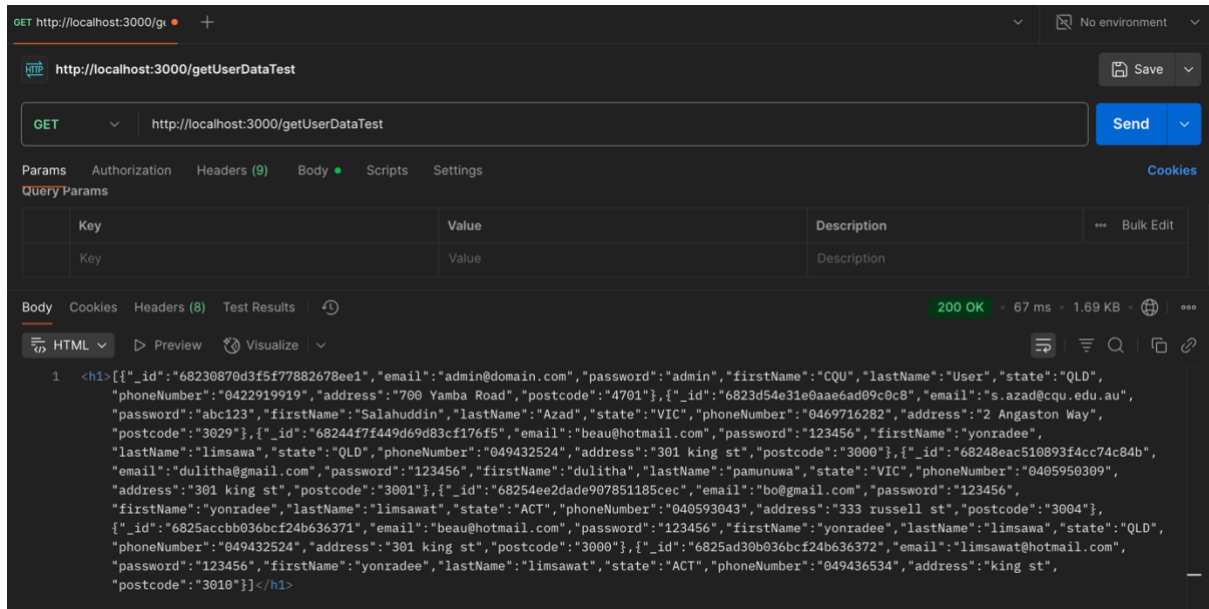 GET http://localhost:3000/ge
No environment
HTTP http://localhost:3000/getUserDataTest
Save
GET http://localhost:3000/getUserDataTest
Send
Params Authorization Headers (9) Body Scripts Settings Cookies
Query Params
Key Value Description ••• Bulk Edit
Key Value Description
Body Cookies Headers (8) Test Results 200 OK • 67 ms • 1.69 KB •••
HTML Preview Visualize
1 <h1>[{"_id":"68230870d3f5f77882678ee1","email":"admin@domain.com","password":"admin","firstName":"CQU","lastName":"User","state":"QLD",
"phoneNumber":"0422919919","address":"700 Yamba Road","postcode":"4701"},{"_id":"6823d54e31e0aae6ad09c0c8","email":"s.azad@cqu.edu.au",
"password":"abc123","firstName":"Salahuddin","lastName":"Azad","state":"VIC","phoneNumber":"0469716282","address":"2 Angaston Way",
"postcode":"3029"},{"_id":"68244f7f449d69d83cf176f5","email":"beau@hotmail.com","password":"123456","firstName":"yonradee",
"lastName":"limsawa","state":"QLD","phoneNumber":"049432524","address":"301 king st","postcode":"3000"},{"_id":"68248eac510893f4cc74c84b",
"email":"dulitha@gmail.com","password":"123456","firstName":"dulitha","lastName":"pamunuwa","state":"VIC","phoneNumber":"0405950309",
"address":"301 king st","postcode":"3001"},{"_id":"68254ee2dade907851185cec","email":"bo@gmail.com","password":"123456",
"firstName":"yonradee","lastName":"limsawat","state":"ACT","phoneNumber":"040593043","address":"333 russell st","postcode":"3004"},
{"_id":"6825accbb036bcf24b636371","email":"beau@hotmail.com","password":"123456","firstName":"yonradee","lastName":"limsawa","state":"QLD",
"phoneNumber":"049432524","address":"301 king st","postcode":"3000"},{"_id":"6825ad30b036bcf24b636372","email":"limsawat@hotmail.com",
"password":"123456","firstName":"yonradee","lastName":"limsawat","state":"ACT","phoneNumber":"049436534","address":"king st",
"postcode":"3010"}]</h1>